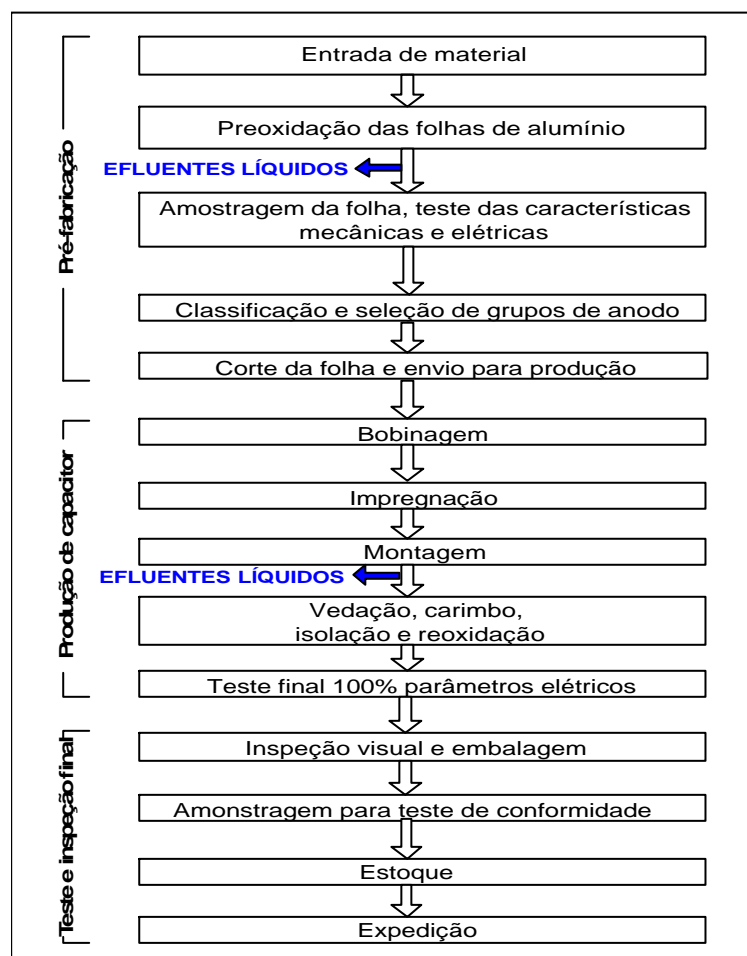 Pré-fabricação
Entrada de material
Preoxidação das folhas de alumínio
EFLUENTES LÍQUIDOS
Amostragem da folha, teste das características
mecânicas e elétricas
Classificação e seleção de grupos de anodo
Corte da folha e envio para produção
Produção de capacitor
Bobinagem
Impregnação
Montagem
EFLUENTES LÍQUIDOS
Vedação, carimbo,
isolação e reoxidação
Teste final 100% parâmetros elétricos
Teste e inspeção final
Inspeção visual e embalagem
Amonstragem para teste de conformidade
Estoque
Expedição